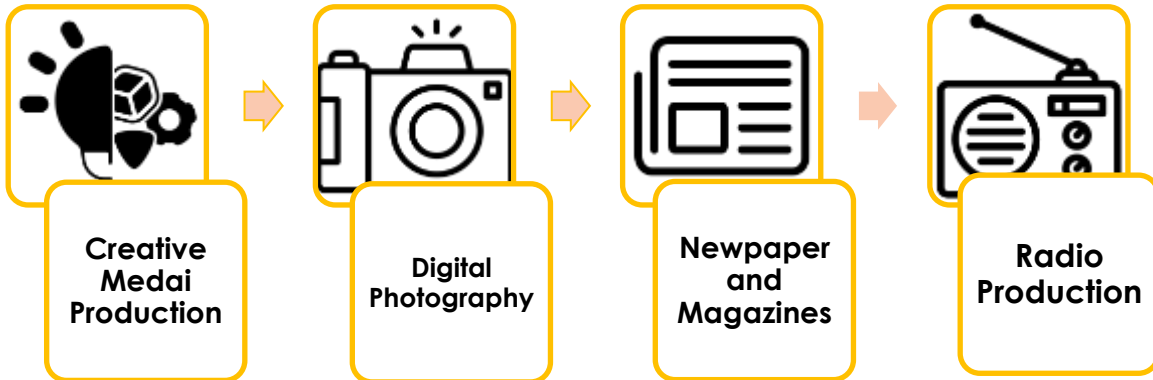 Creative
Medai
Production
Digital
Photography
Newpaper
and
Magazines
Radio
Production